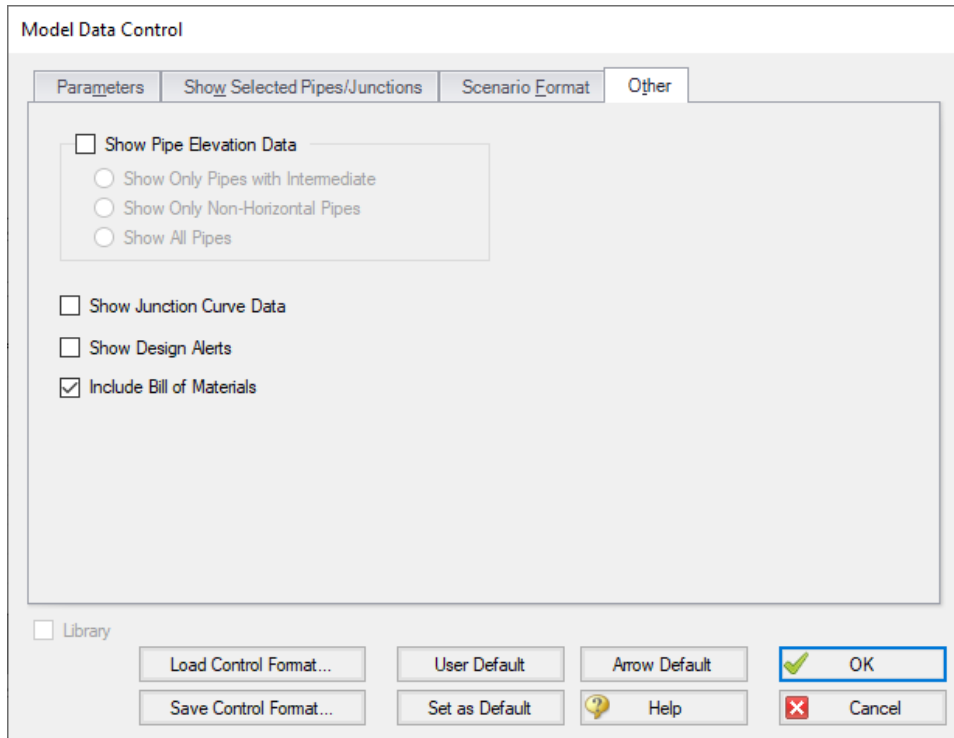 Model Data Control
Parameters Show Selected Pipes/Junctions Scenario Format Other
Show Pipe Elevation Data
Show Only Pipes with Intermediate
Show Only Non-Horizontal Pipes
Show All Pipes
Show Junction Curve Data
Show Design Alerts
Include Bill of Materials
Library
Load Control Format... User Default Arrow Default OK
Save Control Format... Set as Default Help Cancel